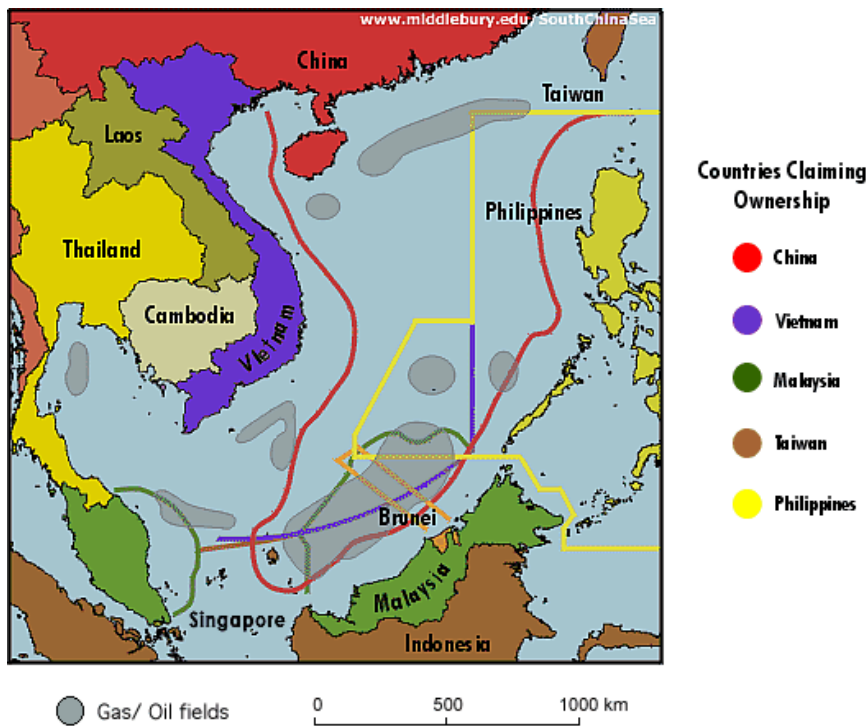 www.middlebury.edu/SouthChinaSea
China
Taiwan
Laos
Philippines
Thailand
Cambodia
Vietnam
Brunei
Malaysia
Singapore
Indonesia
Countries Claiming
Ownership
China
Vietnam
Malaysia
Taiwan
Philippines
Gas/ Oil fields
0 500 1000 km